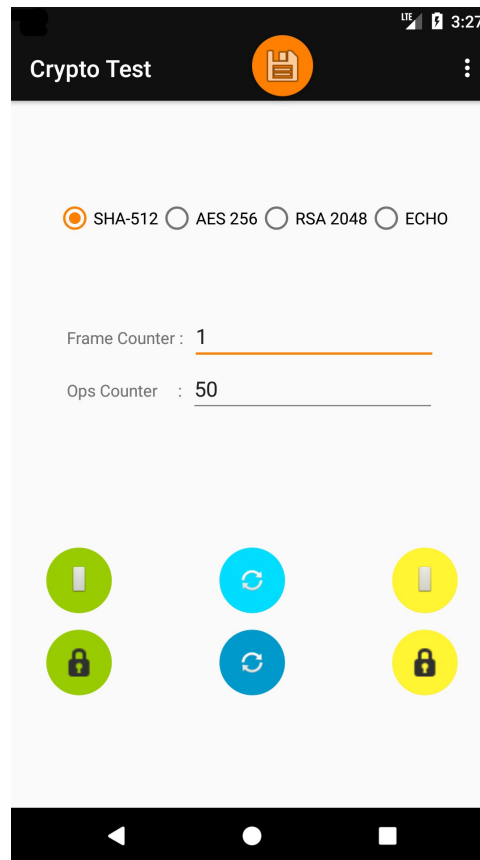 LTE 3:27
Crypto Test
SHA-512 AES 256 RSA 2048 ECHO
Frame Counter : 1
Ops Counter : 50